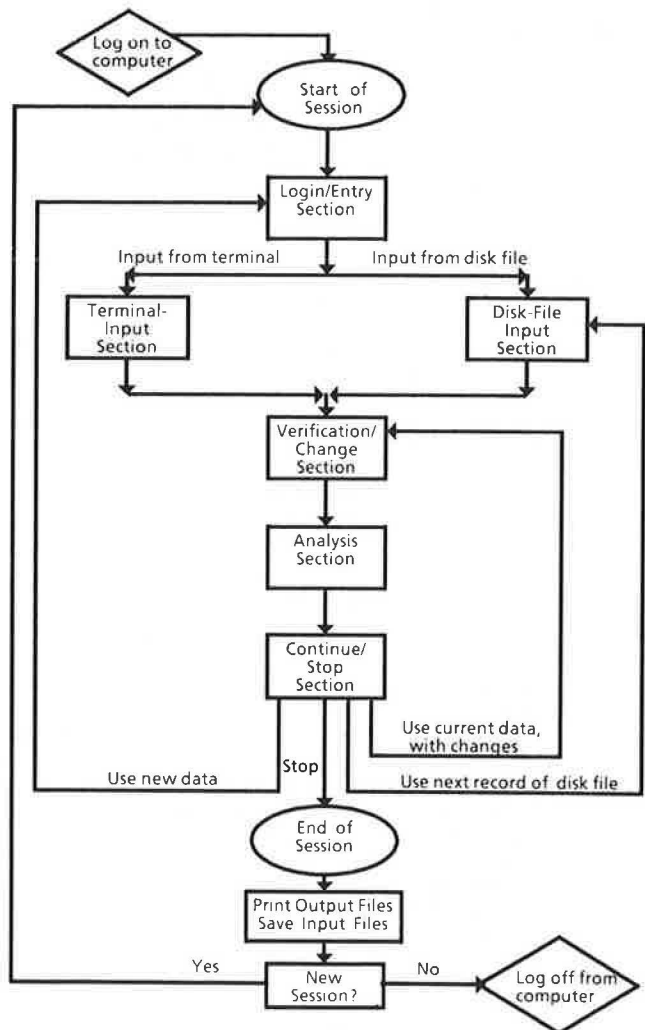 Log on to
computer
Start of
Session
Login/Entry
Section
Input from terminal
Input from disk file
Terminal-
Input
Section
Disk-File
Input
Section
Verification/
Change
Section
Analysis
Section
Continue/
Stop
Section
Use current data,
with changes
Use new data
Stop
Use next record of disk file
End of
Session
Print Output Files
Save Input Files
Yes
New
Session?
No
Log off from
computer